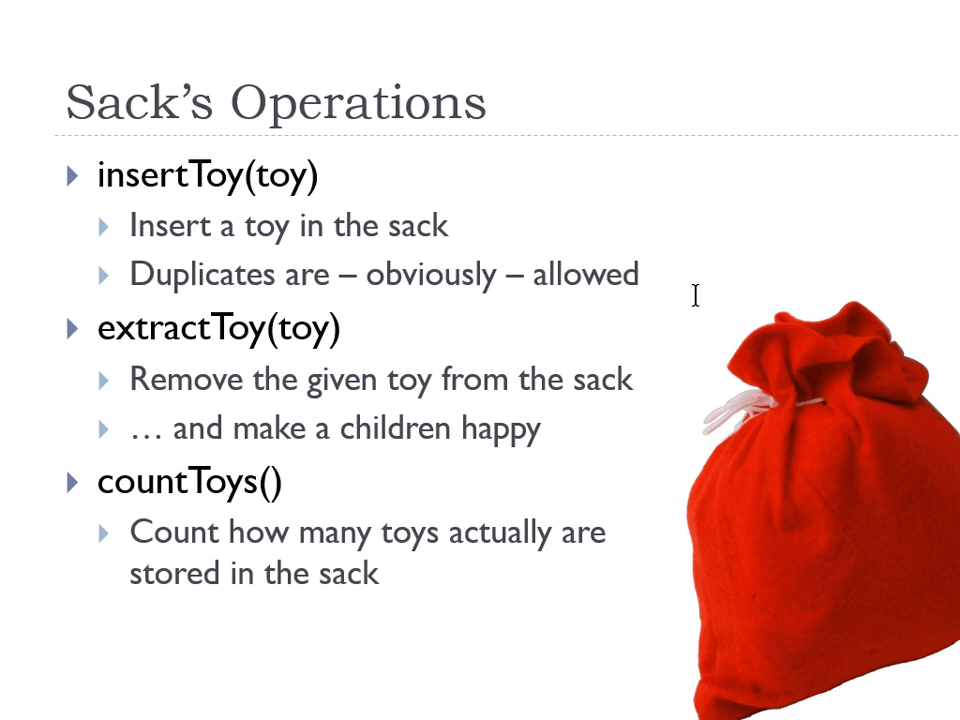 Sack’s Operations
insertToy(toy)
Insert a toy in the sack
Duplicates are – obviously – allowed
extractToy(toy)
Remove the given toy from the sack
… and make a children happy
countToys()
Count how many toys actually are
stored in the sack